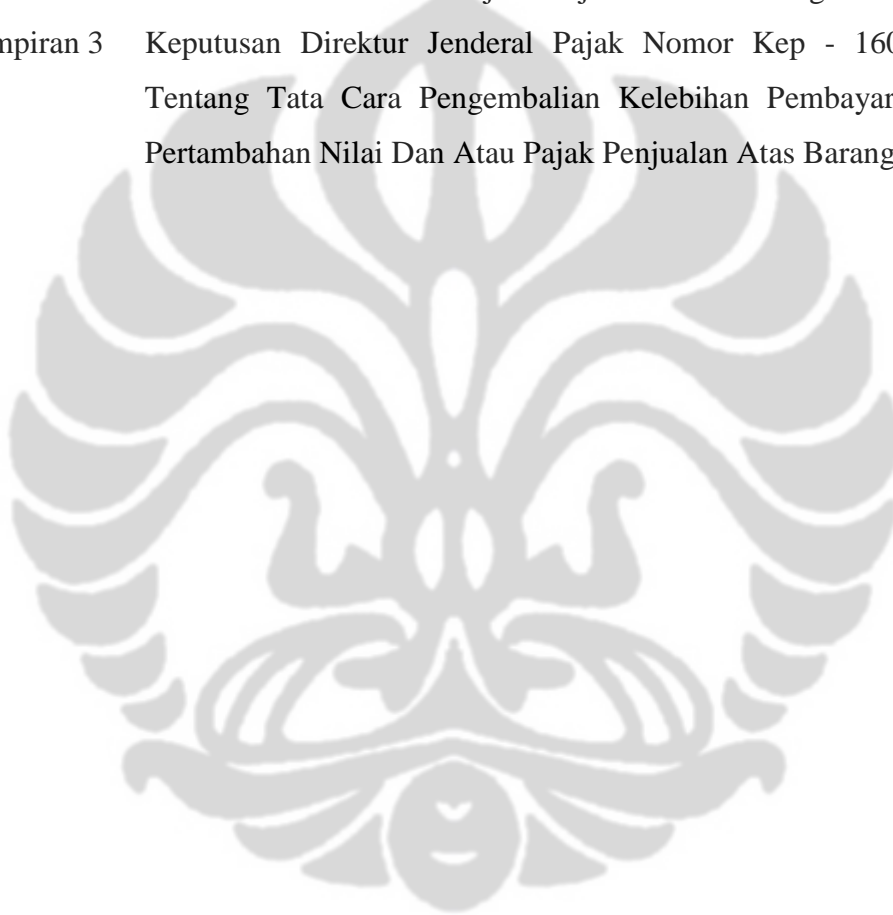 mpiran 3 Keputusan Direktur Jenderal Pajak Nomor Kep - 160
Tentang Tata Cara Pengembalian Kelebihan Pembayar
Pertambahan Nilai Dan Atau Pajak Penjualan Atas Barang